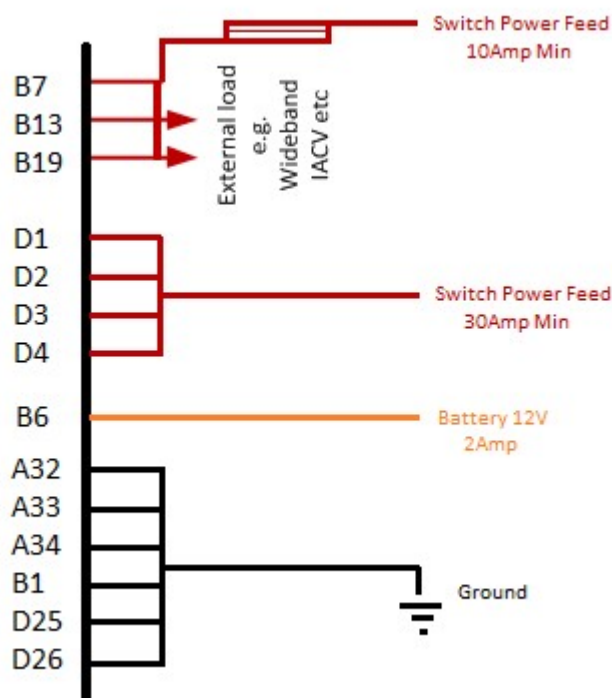 Switch Power Feed
10Amp Min
B7
B13
B19
External load
e.g.
Wideband
IACV etc
D1
D2
D3
D4
Switch Power Feed
30Amp Min
B6
Battery 12V
2Amp
A32
A33
A34
B1
D25
D26
Ground